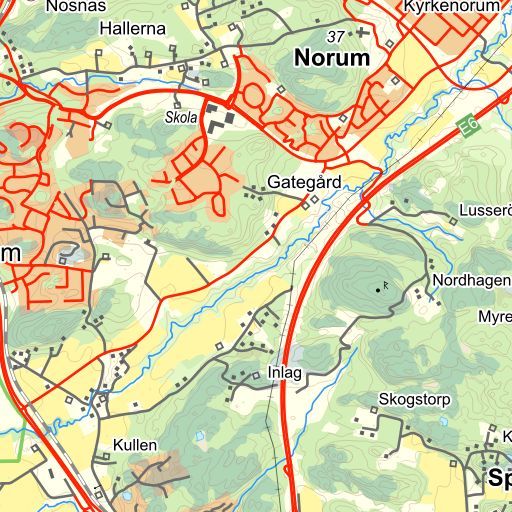 Nosnas
Kyrkenorum
Hallerna
37
Norum
Skola
E6
Gategård
Lusserö
m
Nordhagen
Myre
Inlag
Skogstorp
Kullen
K
Sp